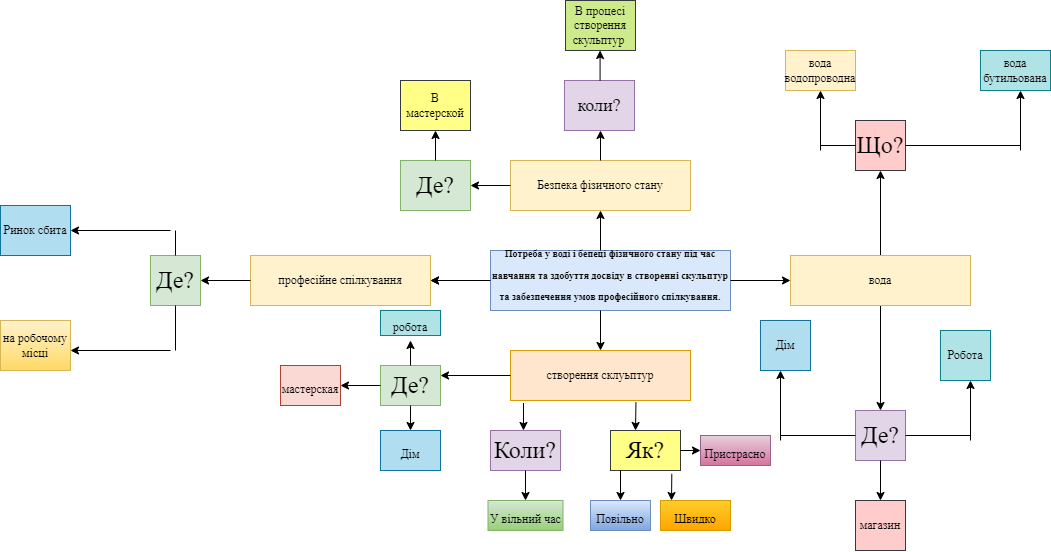 В процесі
створення
скульптур
В
мастерской
коли?
вода
водопроводна
вода
бутильована
Що?
Де?
Безпека фізичного стану
Ринок сбита
Де?
професійне спілкування
Потреба у воді і бепеці фізичного стану під час
навчання та здобуття досвіду в створенні скульптур
та забезпечення умов професійного спілкування.
вода
на робочому
місці
робота
мастерская
Де?
Дім
створення склуьптур
Дім
Робота
Коли?
Як?
Пристрасно
Де?
У вільний час
Повільно
Швидко
магазин